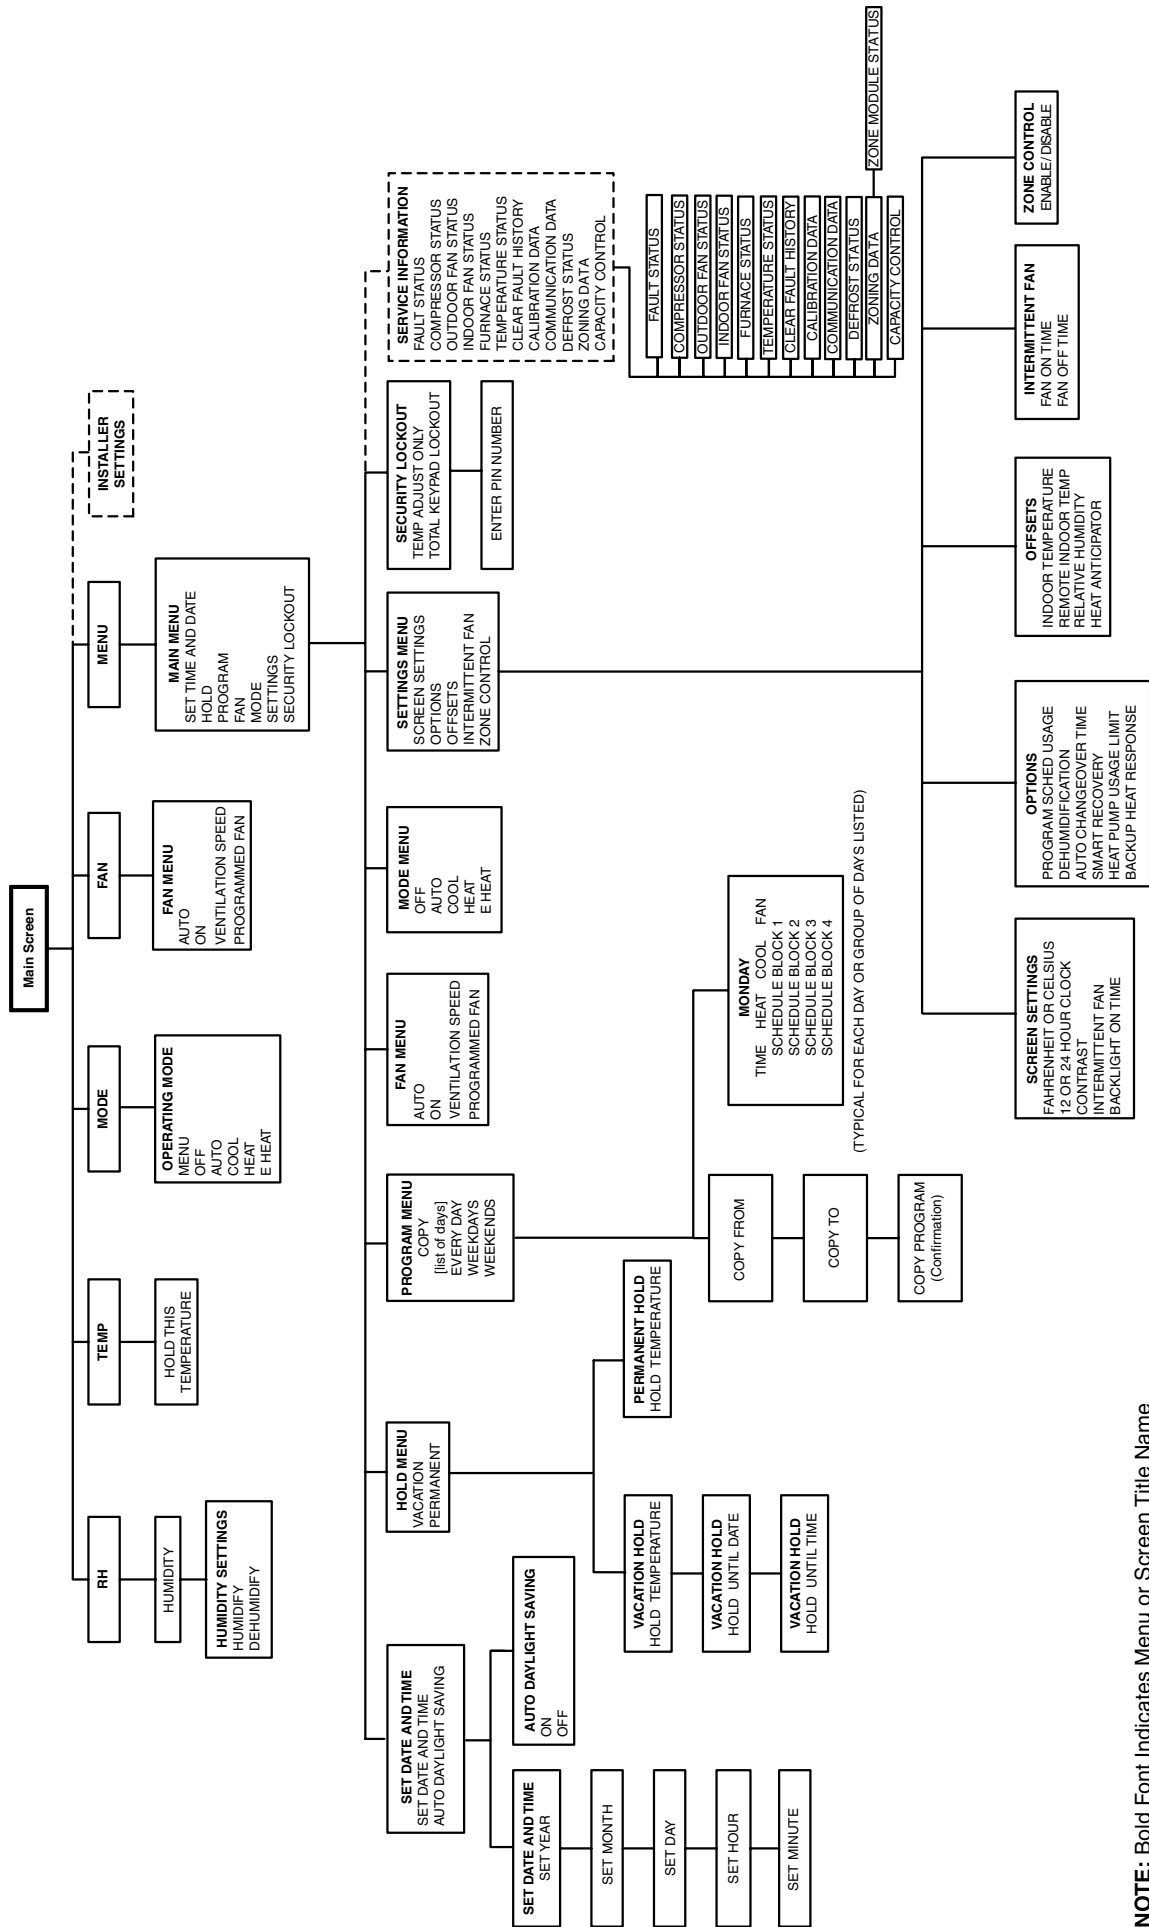 Main Screen
RH
HUMIDITY
HUMIDITY SETTINGS
HUMIDIFY
DEHUMIDIFY
TEMP
HOLD THIS
TEMPERATURE
MODE
OPERATING MODE
MENU
OFF
AUTO
COOL
HEAT
E HEAT
FAN
FAN MENU
AUTO
ON
VENTILATION SPEED
PROGRAMMED FAN
MENU
MAIN MENU
SET TIME AND DATE
HOLD
PROGRAM
FAN
MODE
SETTINGS
SECURITY LOCKOUT
INSTALLER
SETTINGS
SET DATE AND TIME
SET DATE AND TIME
AUTO DAYLIGHT SAVING
SET DATE AND TIME
SET YEAR
SET MONTH
SET DAY
SET HOUR
SET MINUTE
AUTO DAYLIGHT SAVING
ON
OFF
HOLD MENU
VACATION
PERMANENT
VACATION HOLD
HOLD TEMPERATURE
VACATION HOLD
HOLD UNTIL DATE
VACATION HOLD
HOLD UNTIL TIME
PERMANENT HOLD
HOLD TEMPERATURE
PROGRAM MENU
COPY
[list of days]
EVERY DAY
WEEKDAYS
WEEKENDS
COPY FROM
COPY TO
COPY PROGRAM
(Confirmation)
MONDAY
TIME HEAT COOL FAN
SCHEDULE BLOCK 1
SCHEDULE BLOCK 2
SCHEDULE BLOCK 3
SCHEDULE BLOCK 4
(TYPICAL FOR EACH DAY OR GROUP OF DAYS LISTED)
FAN MENU
AUTO
ON
VENTILATION SPEED
PROGRAMMED FAN
MODE MENU
OFF
AUTO
COOL
HEAT
E HEAT
SETTINGS MENU
SCREEN SETTINGS
OPTIONS
OFFSETS
INTERMITTENT FAN
ZONE CONTROL
SECURITY LOCKOUT
TEMP ADJUST ONLY
TOTAL KEYPAD LOCKOUT
ENTER PIN NUMBER
SERVICE INFORMATION
FAULT STATUS
COMPRESSOR STATUS
OUTDOOR FAN STATUS
INDOOR FAN STATUS
FURNACE STATUS
TEMPERATURE STATUS
CLEAR FAULT HISTORY
CALIBRATION DATA
COMMUNICATION DATA
DEFROST STATUS
ZONING DATA
CAPACITY CONTROL
FAULT STATUS
COMPRESSOR STATUS
OUTDOOR FAN STATUS
INDOOR FAN STATUS
FURNACE STATUS
TEMPERATURE STATUS
CLEAR FAULT HISTORY
CALIBRATION DATA
COMMUNICATION DATA
DEFROST STATUS
ZONING DATA
CAPACITY CONTROL
ZONE MODULE STATUS
SCREEN SETTINGS
FAHRENHEIT OR CELSIUS
12 OR 24 HOUR CLOCK
CONTRAST
INTERMITTENT FAN
BACKLIGHT ON TIME
OPTIONS
PROGRAM SCHED USAGE
DEHUMIDIFICATION
AUTO CHANGEOVER TIME
SMART RECOVERY
HEAT PUMP USAGE LIMIT
BACKUP HEAT RESPONSE
OFFSETS
INDOOR TEMPERATURE
REMOTE INDOOR TEMP
RELATIVE HUMIDITY
HEAT ANTICIPATOR
INTERMITTENT FAN
FAN ON TIME
FAN OFF TIME
ZONE CONTROL
ENABLE/ DISABLE
NOTE: Bold Font Indicates Menu or Screen Title Name